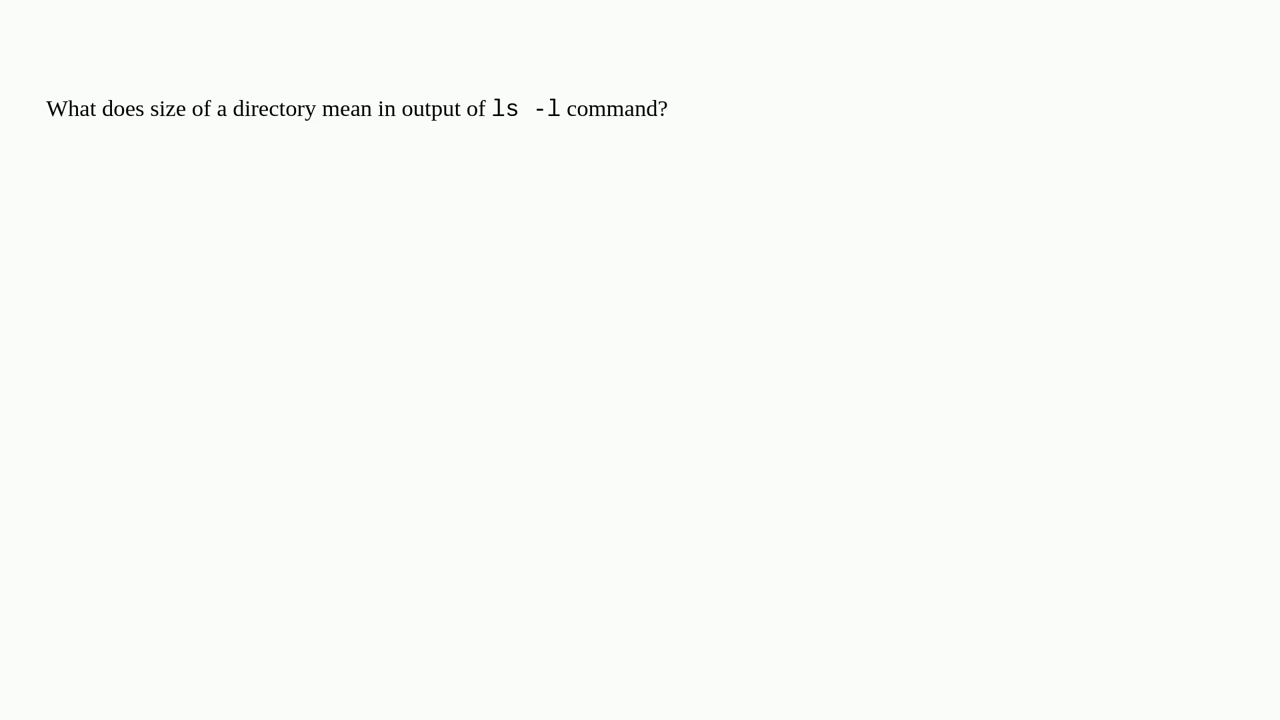 What does size of a directory mean in output of ls -l command?